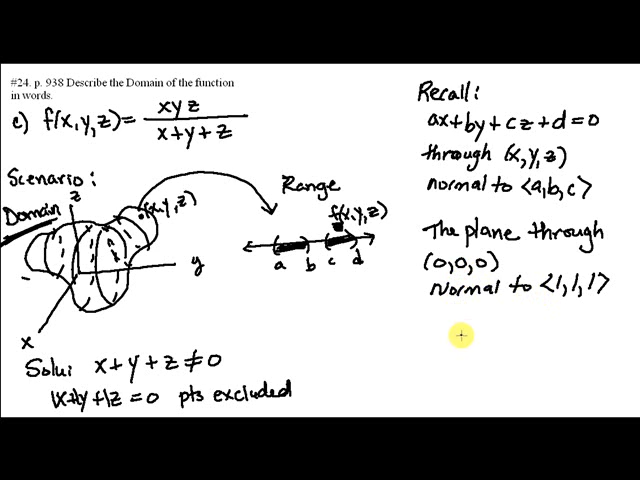 #24. p. 938 Describe the Domain of the function
in words.
c) f(x,y,z) = xyz / x+y+z
Scenario:
Domain
z
(x,y,z)
y
x
Range
f(x,y,z)
a b c d
Solu: x+y+z≠0
1x+1y+1z=0 pts excluded
Recall:
ax+by+cz+d=0
through (x,y,z)
normal to <a,b,c>
The plane through
(0,0,0)
normal to <1,1,1>